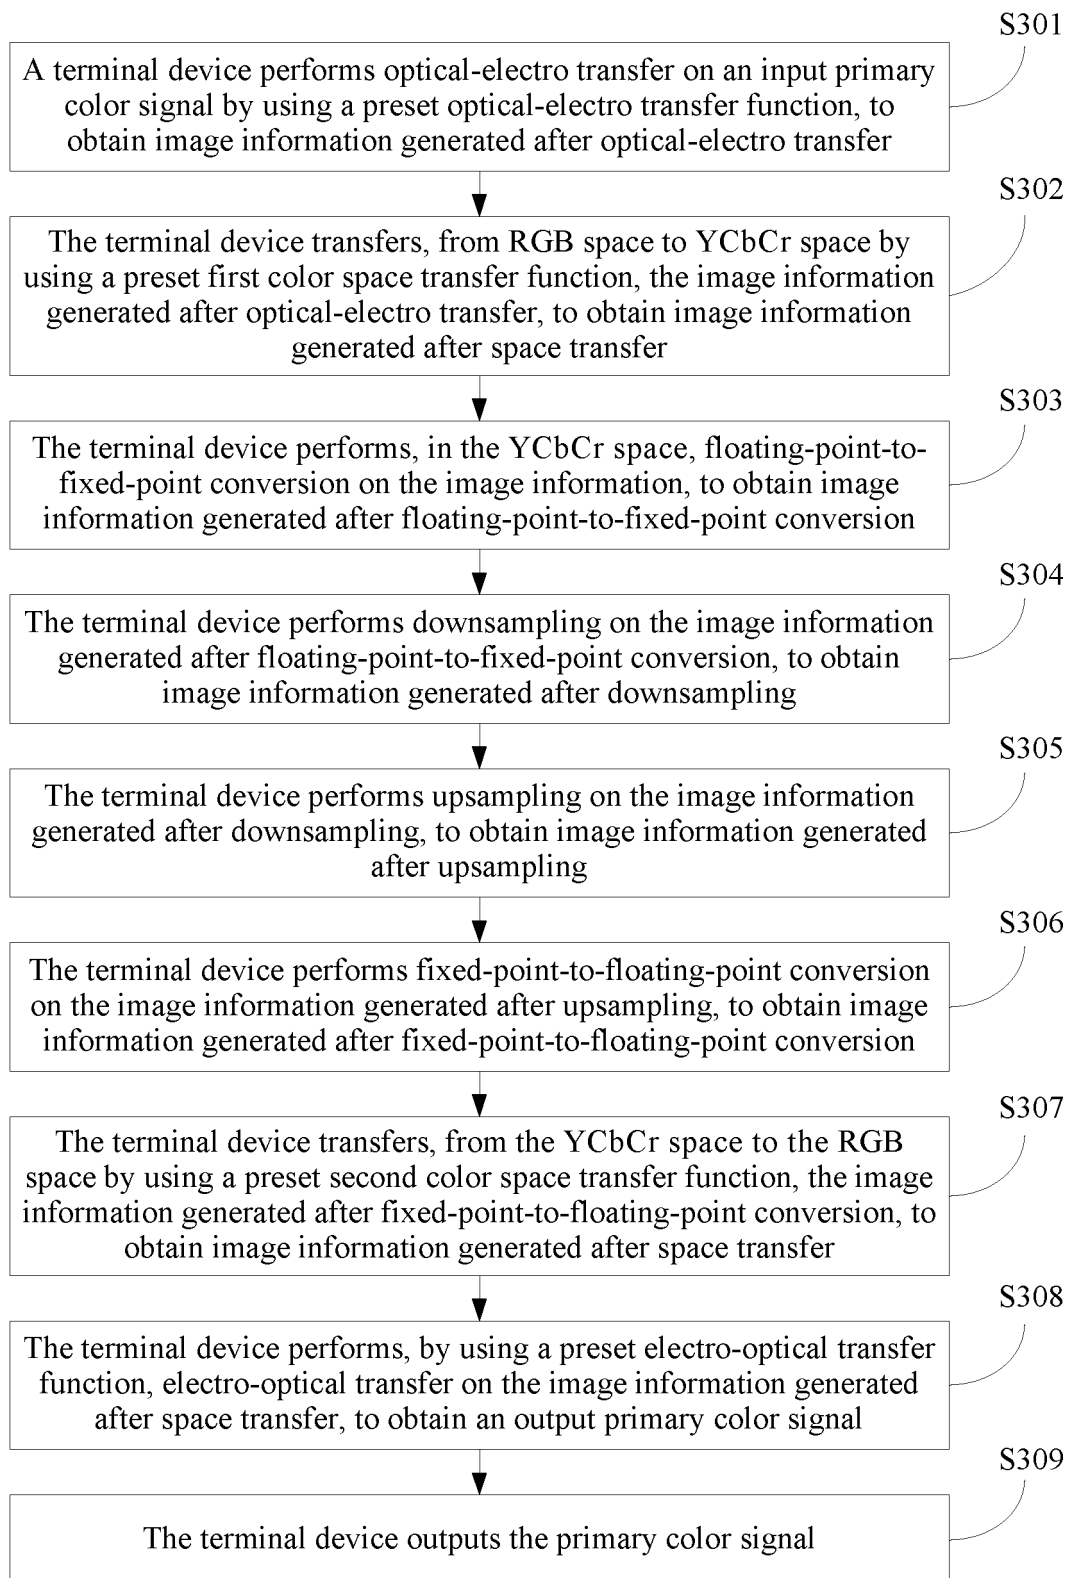 S301
A terminal device performs optical-electro transfer on an input primary
color signal by using a preset optical-electro transfer function, to
obtain image information generated after optical-electro transfer
S302
The terminal device transfers, from RGB space to YCbCr space by
using a preset first color space transfer function, the image information
generated after optical-electro transfer, to obtain image information
generated after space transfer
S303
The terminal device performs, in the YCbCr space, floating-point-to-
fixed-point conversion on the image information, to obtain image
information generated after floating-point-to-fixed-point conversion
S304
The terminal device performs downsampling on the image information
generated after floating-point-to-fixed-point conversion, to obtain
image information generated after downsampling
S305
The terminal device performs upsampling on the image information
generated after downsampling, to obtain image information generated
after upsampling
S306
The terminal device performs fixed-point-to-floating-point conversion
on the image information generated after upsampling, to obtain image
information generated after fixed-point-to-floating-point conversion
S307
The terminal device transfers, from the YCbCr space to the RGB
space by using a preset second color space transfer function, the image
information generated after fixed-point-to-floating-point conversion, to
obtain image information generated after space transfer
S308
The terminal device performs, by using a preset electro-optical transfer
function, electro-optical transfer on the image information generated
after space transfer, to obtain an output primary color signal
S309
The terminal device outputs the primary color signal